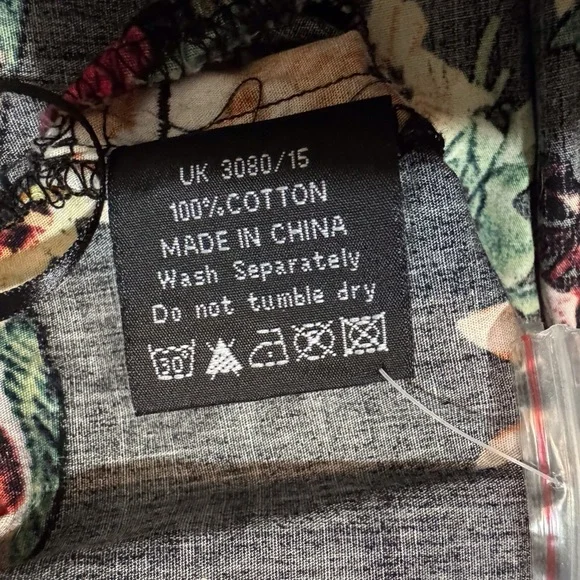 UK 3080/15
100%COTTON
MADE IN CHINA
Wash Separately
Do not tumble dry
30°